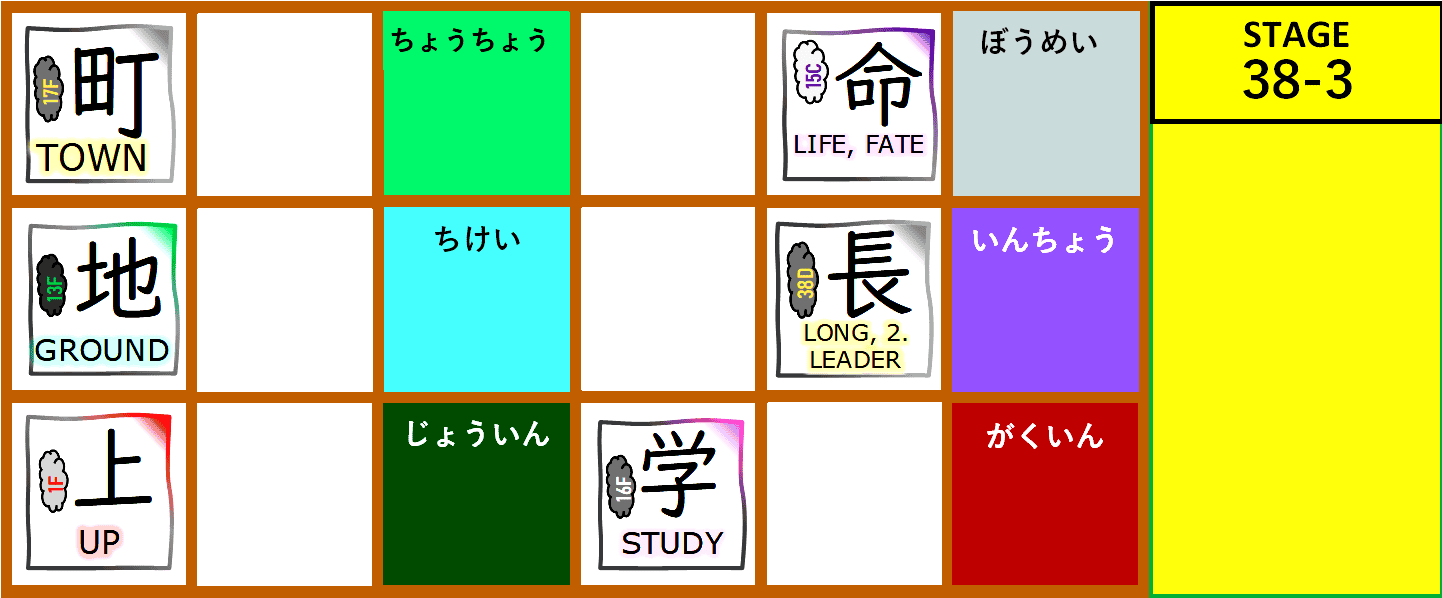 17F
町
TOWN
ちょうちょう
15C
命
LIFE, FATE
ぼうめい
STAGE
38-3
13F
地
GROUND
ちけい
38D
長
LONG, 2.
LEADER
いんちょう
1F
上
UP
じょういん
16F
学
STUDY
がくいん